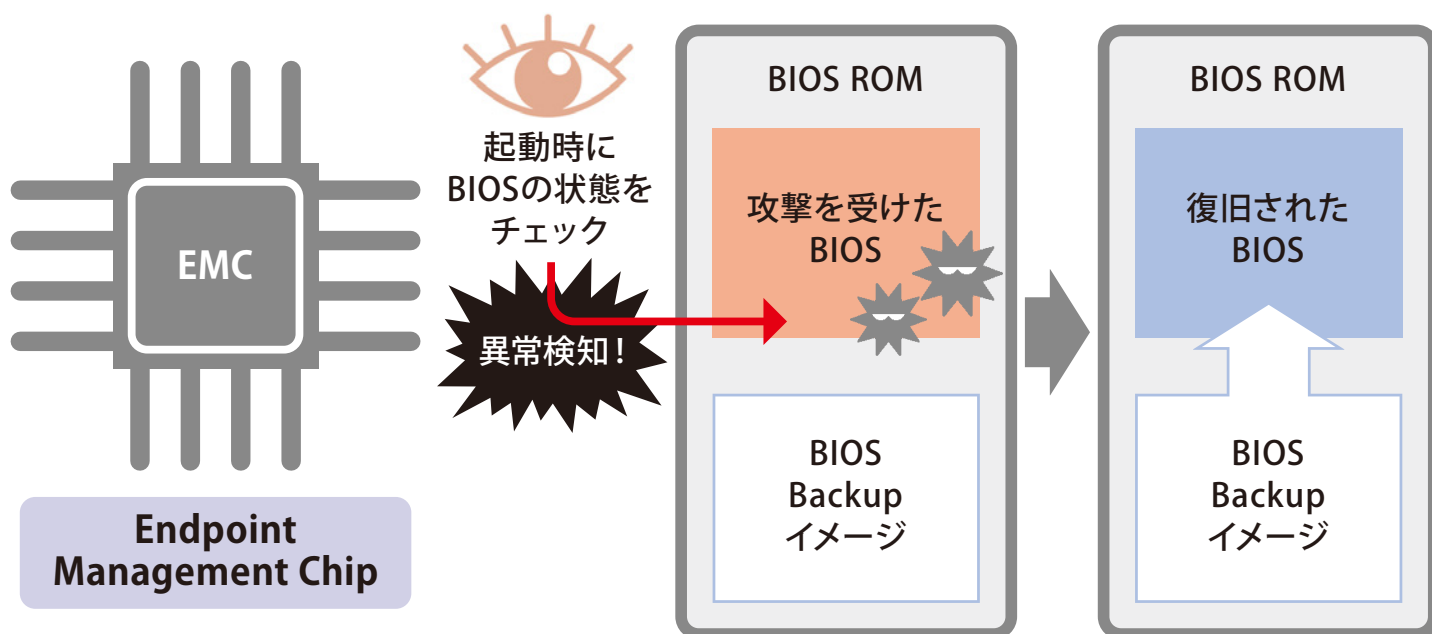 EMC
Endpoint
Management Chip
起動時に
BIOSの状態を
チェック
異常検知!
BIOS ROM
攻撃を受けた
BIOS
BIOS
Backup
イメージ
BIOS ROM
復旧された
BIOS
BIOS
Backup
イメージ